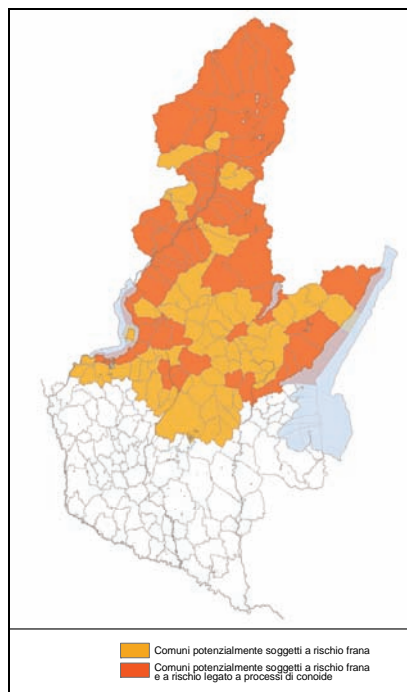 Comuni potenzialmente soggetti a rischio frana
Comuni potenzialmente soggetti a rischio frana
e a rischio legato a processi di conoide